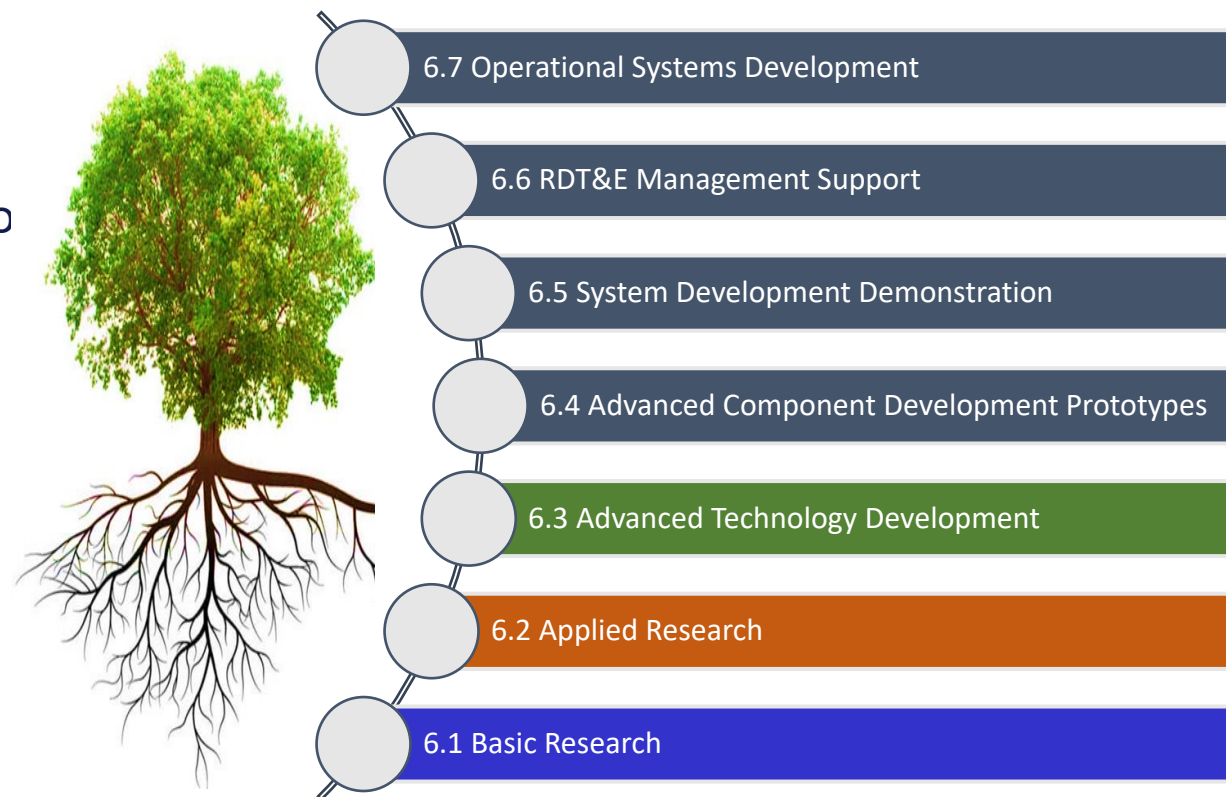 6.7 Operational Systems Development
6.6 RDT&E Management Support
6.5 System Development Demonstration
6.4 Advanced Component Development Prototypes
6.3 Advanced Technology Development
6.2 Applied Research
6.1 Basic Research